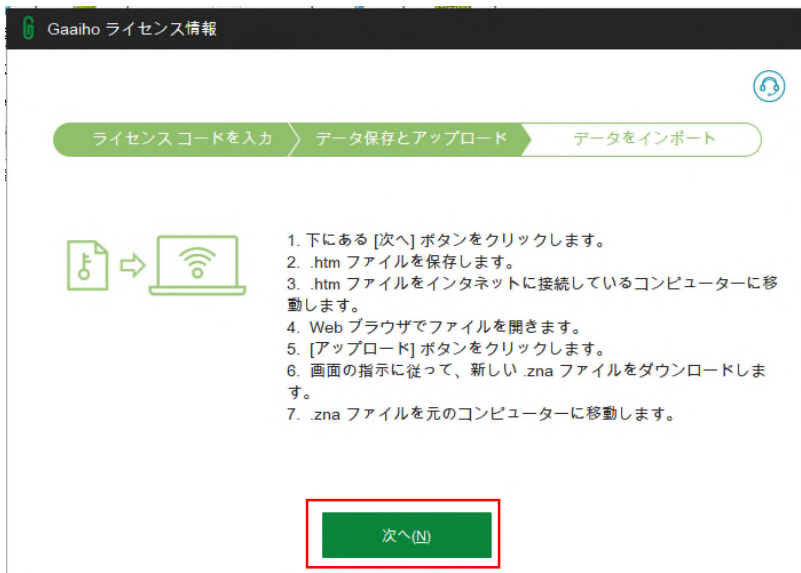 Gaaiho ライセンス情報
ライセンス コードを入力
データ保存とアップロード
データをインポート
1. 下にある [次へ] ボタンをクリックします。
2. .htm ファイルを保存します。
3. .htm ファイルをインタネットに接続しているコンピューターに移
動します。
4. Web ブラウザでファイルを開きます。
5. [アップロード] ボタンをクリックします。
6. 画面の指示に従って、新しい .zna ファイルをダウンロードしま
す。
7. .zna ファイルを元のコンピューターに移動します。
次へ(N)